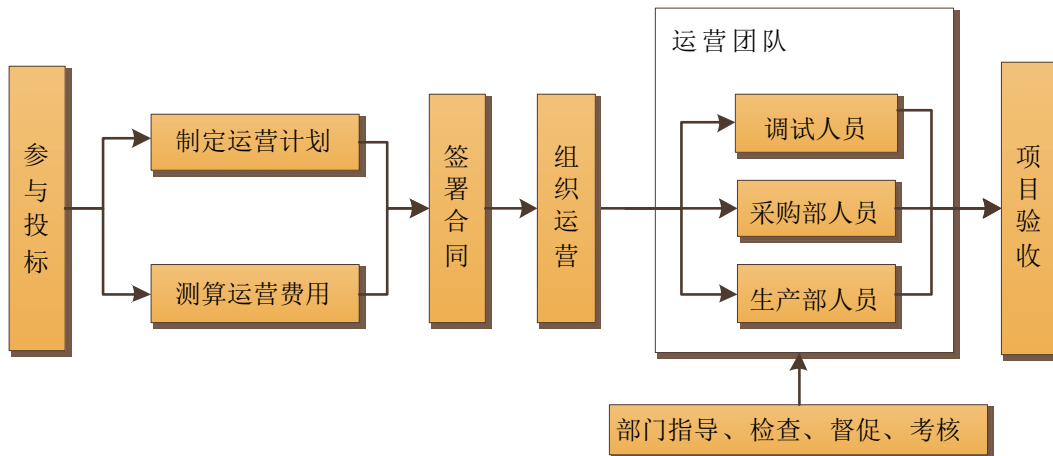 参与投标
制定运营计划
测算运营费用
签署合同
组织运营
运营团队
调试人员
采购部人员
生产部人员
部门指导、检查、督促、考核
项目验收